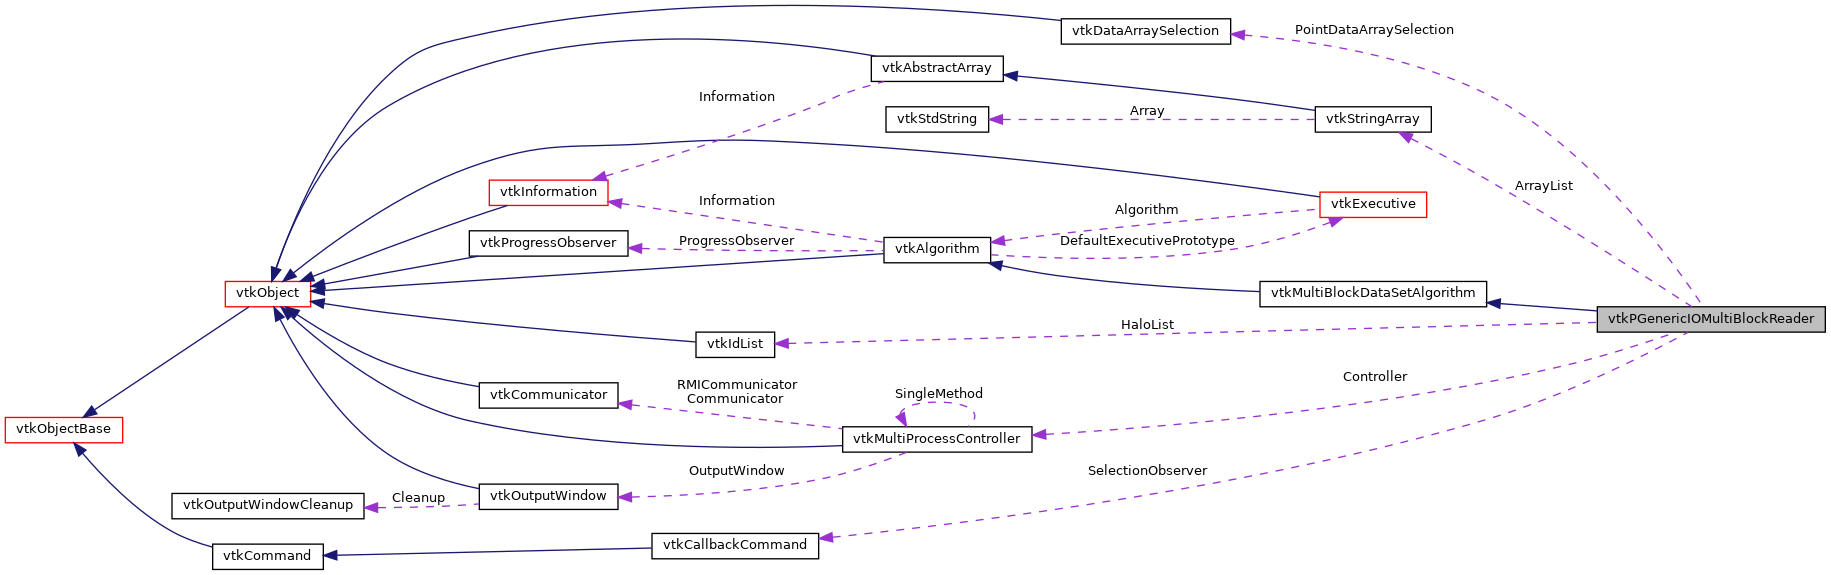 vtkDataArraySelection
PointDataArraySelection
vtkAbstractArray
Information
vtkStdString
Array
vtkStringArray
vtkInformation
ArrayList
Information
Algorithm
vtkExecutive
vtkProgressObserver
ProgressObserver
vtkAlgorithm
DefaultExecutivePrototype
vtkObject
vtkMultiBlockDataSetAlgorithm
vtkPGenericIOMultiBlockReader
HaloList
vtkIdList
Controller
RMICommunicator
Communicator
vtkCommunicator
SingleMethod
vtkObjectBase
vtkMultiProcessController
OutputWindow
SelectionObserver
vtkOutputWindow
Cleanup
vtkOutputWindowCleanup
vtkCallbackCommand
vtkCommand